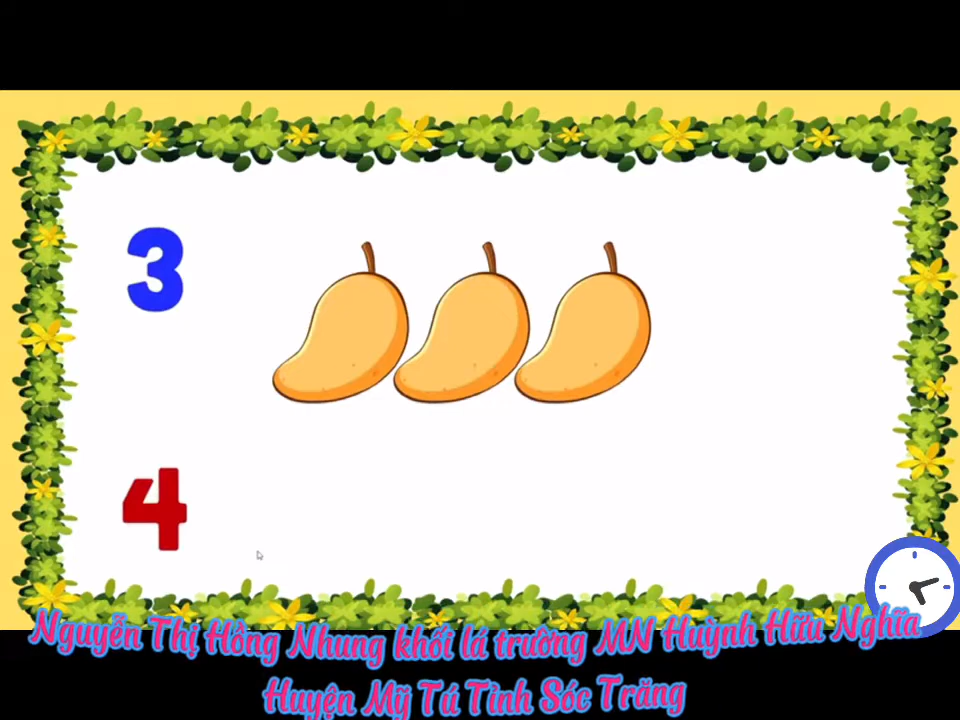 3
4
Nguyễn Thị Hồng Nhung khối lá trường MN Huỳnh Hữu Nghĩa
Huyện Mỹ Tú Tỉnh Sóc Trăng